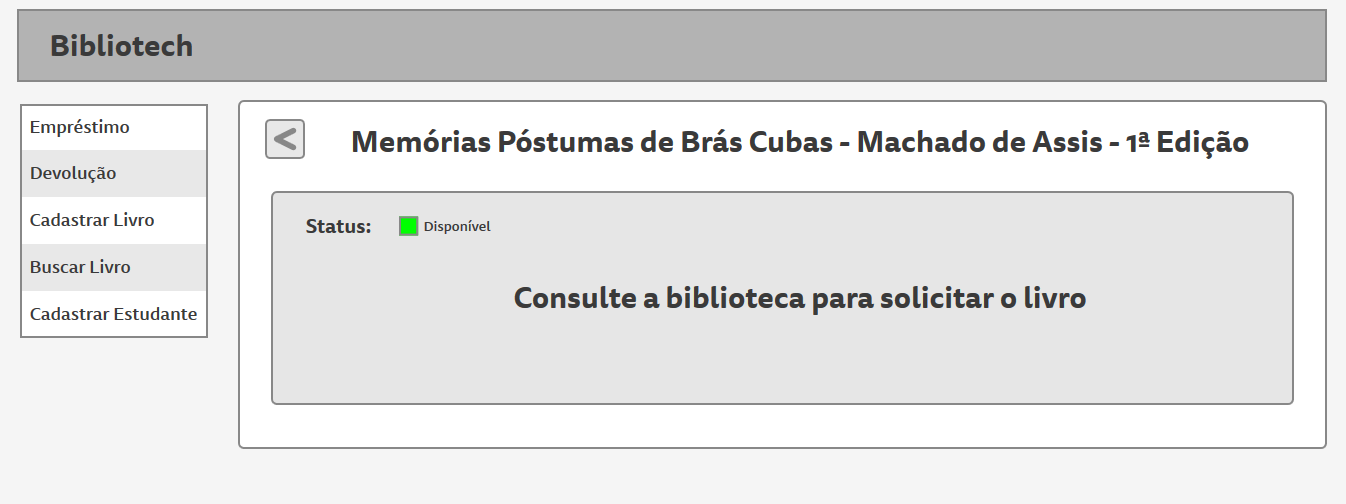 Bibliotech
Empréstimo
Devolução
Cadastrar Livro
Buscar Livro
Cadastrar Estudante
<
Memórias Póstumas de Brás Cubas - Machado de Assis - 1ª Edição
Status: Disponível
Consulte a biblioteca para solicitar o livro